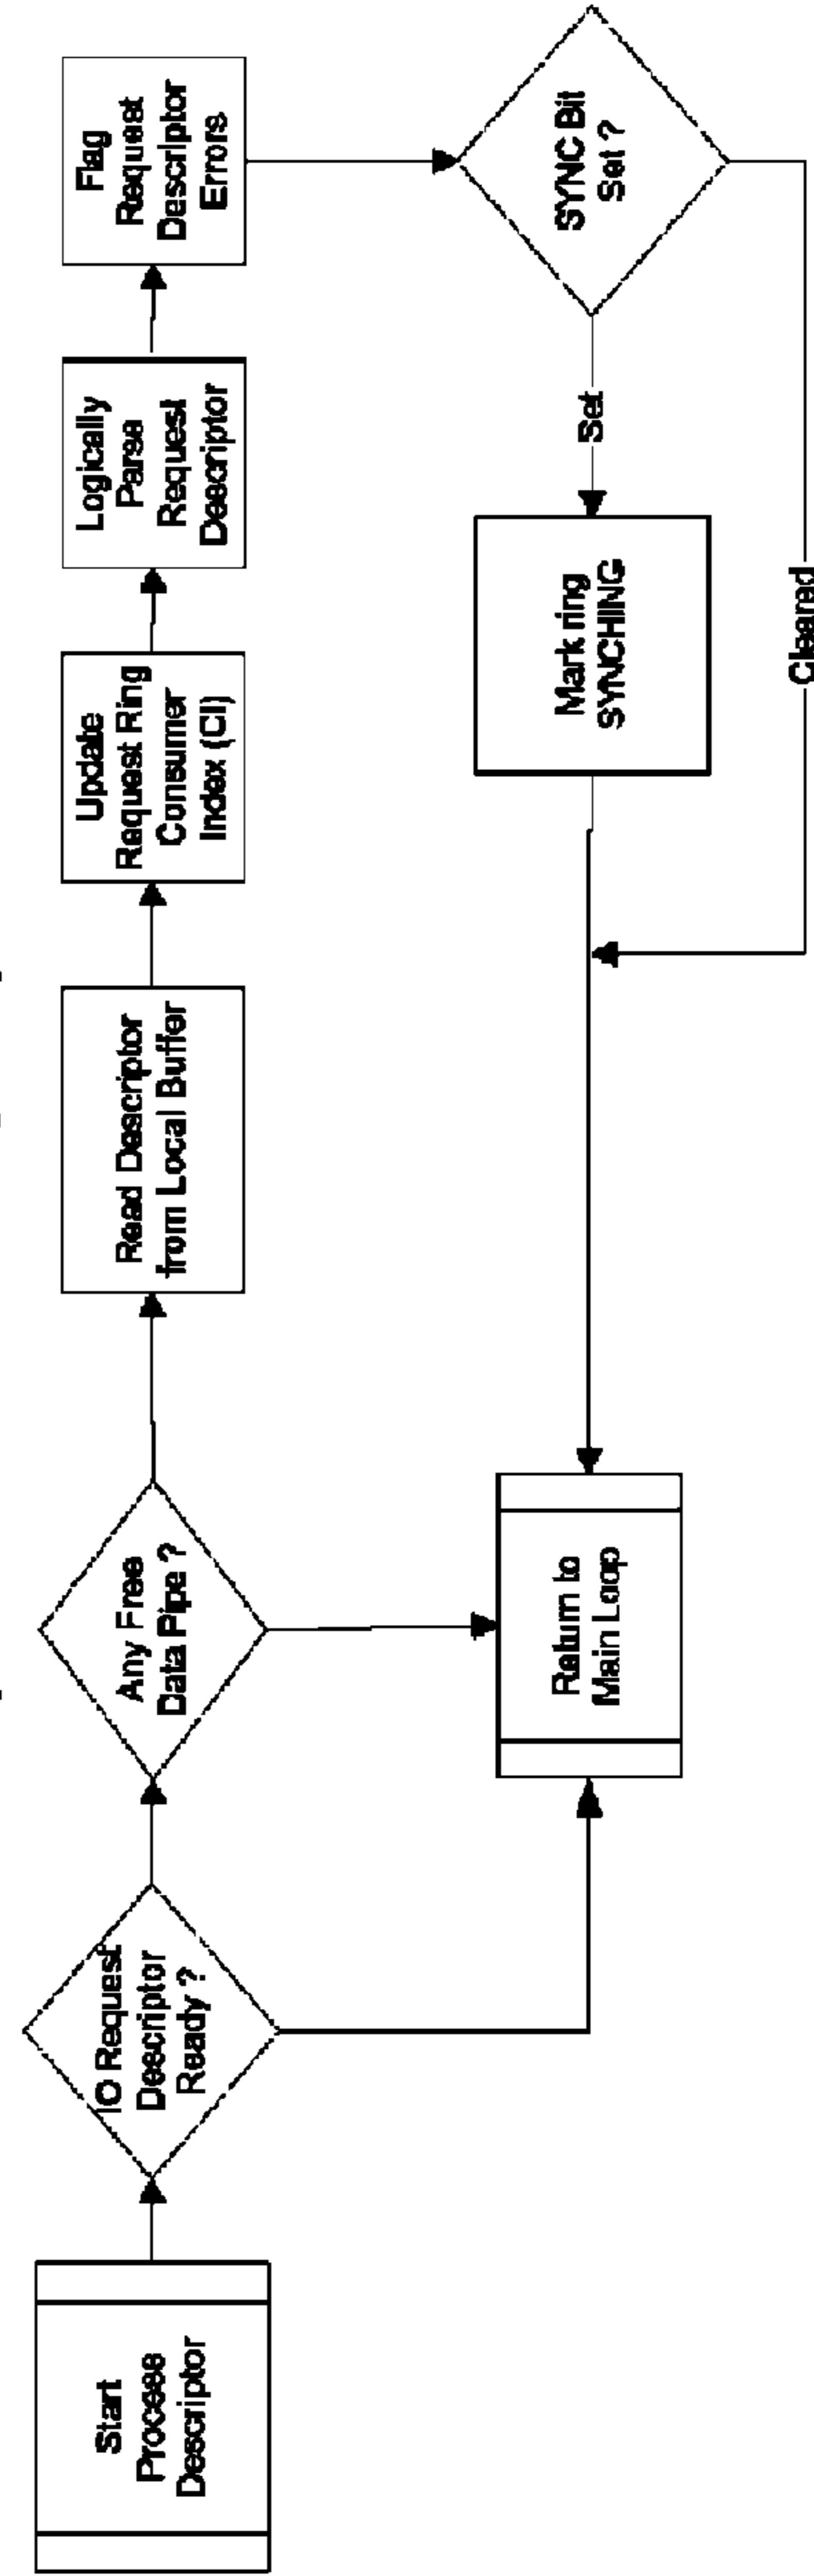 Start
Process
Descriptor
IO Request
Descriptor
Ready ?
Any Free
Data Pipe ?
Read Descriptor
from Local Buffer
Update
Request Ring
Consumer
Index (CI)
Logically
Parse
Request
Descriptor
Flag
Request
Descriptor
Errors
SYNC Bit
Set ?
Set
Mark ring
SYNCHING
Cleared
Return to
Main Loop